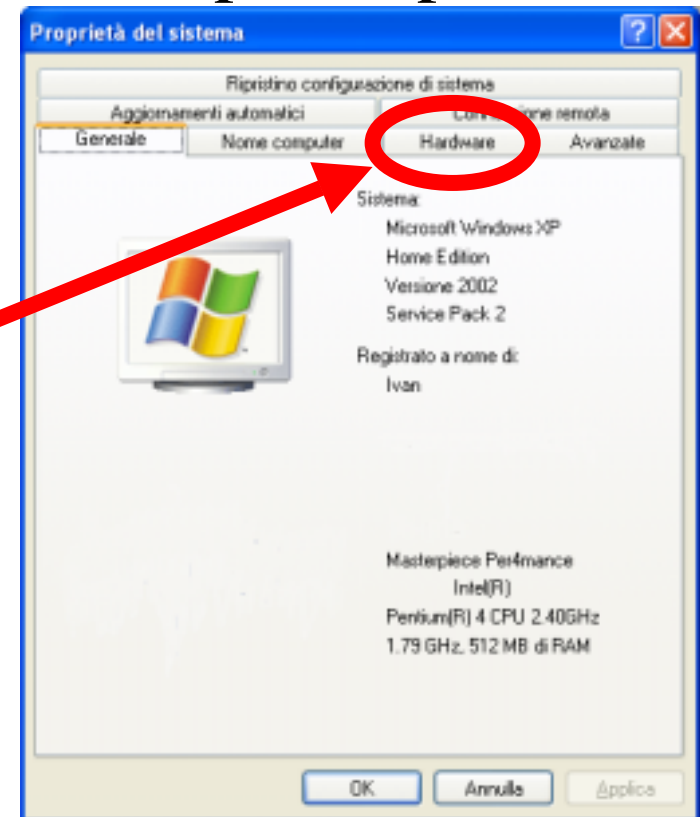 Proprietà del sistema
Ripristino configurazione di sistema
Aggiornamenti automatici
remota
Generale Nome computer Hardware Avanzate
Sistema:
Microsoft Windows XP
Home Edition
Versione 2002
Service Pack 2
Registrato a nome di:
Ivan
Masterpiece Per4mance
Intel(R)
Pentium(R) 4 CPU 2.40GHz
1.79 GHz, 512 MB di RAM
OK Annulla Applica